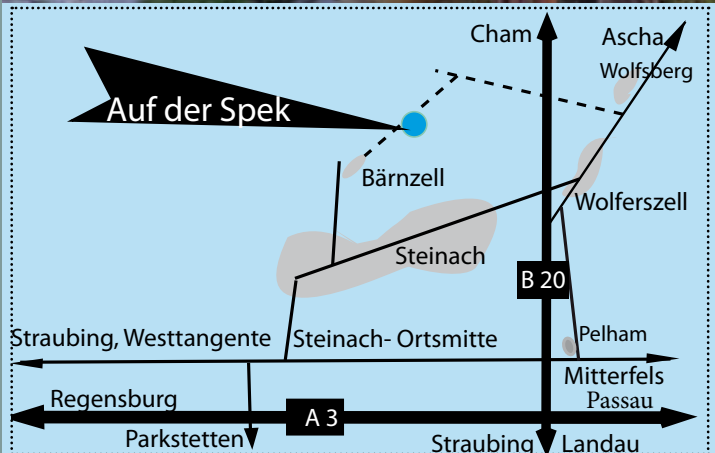 Cham
Ascha
Wolfsberg
Auf der Spek
Bärnzell
Wolferszell
Steinach
B 20
Straubing, Westtangente
Steinach- Ortsmitte
Pelham
Mitterfels
Regensburg
Passau
A 3
Parkstetten
Straubing
Landau